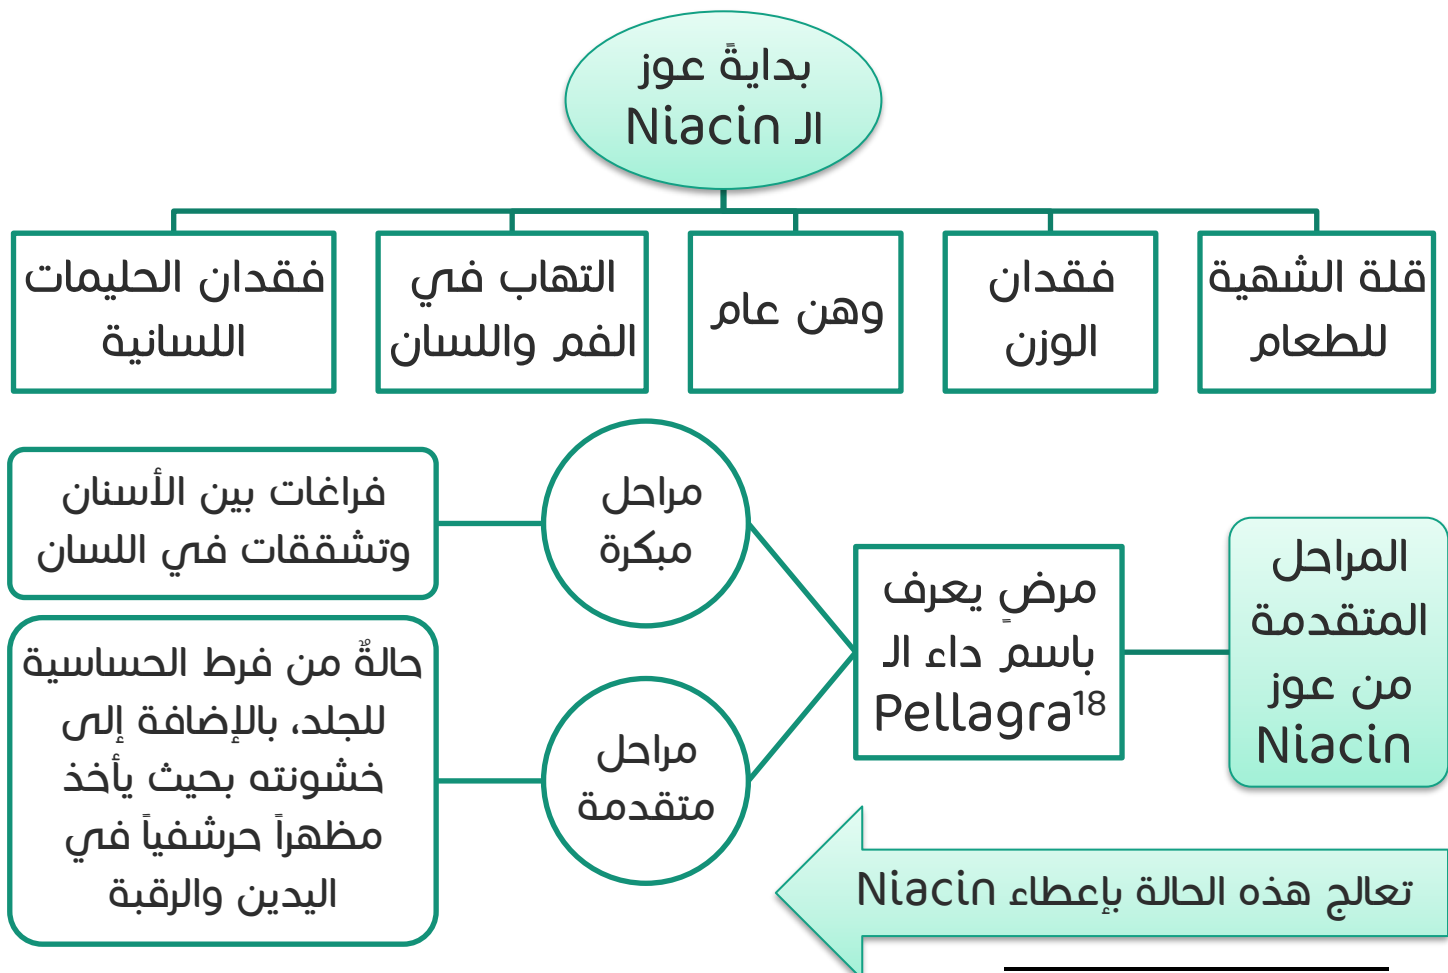 بدايةً عوز
الـ Niacin
قلة الشهية
للطعام
فقدان
الوزن
وهن عام
التهاب في
الفم واللسان
فقدان الحليمات
اللسانية
المراحل
المتقدمة
من عوز
Niacin
مرضٍ يعرف
باسم داء الـ
Pellagra¹⁸
مراحل
مبكرة
فراغات بين الأسنان
وتشققات في اللسان
مراحل
متقدمة
حالةٌ من فرط الحساسية
للجلد، بالإضافة إلى
خشونته بحيث يأخذ
مظهراً حرشفياً في
اليدين والرقبة
تعالج هذه الحالة بإعطاء Niacin